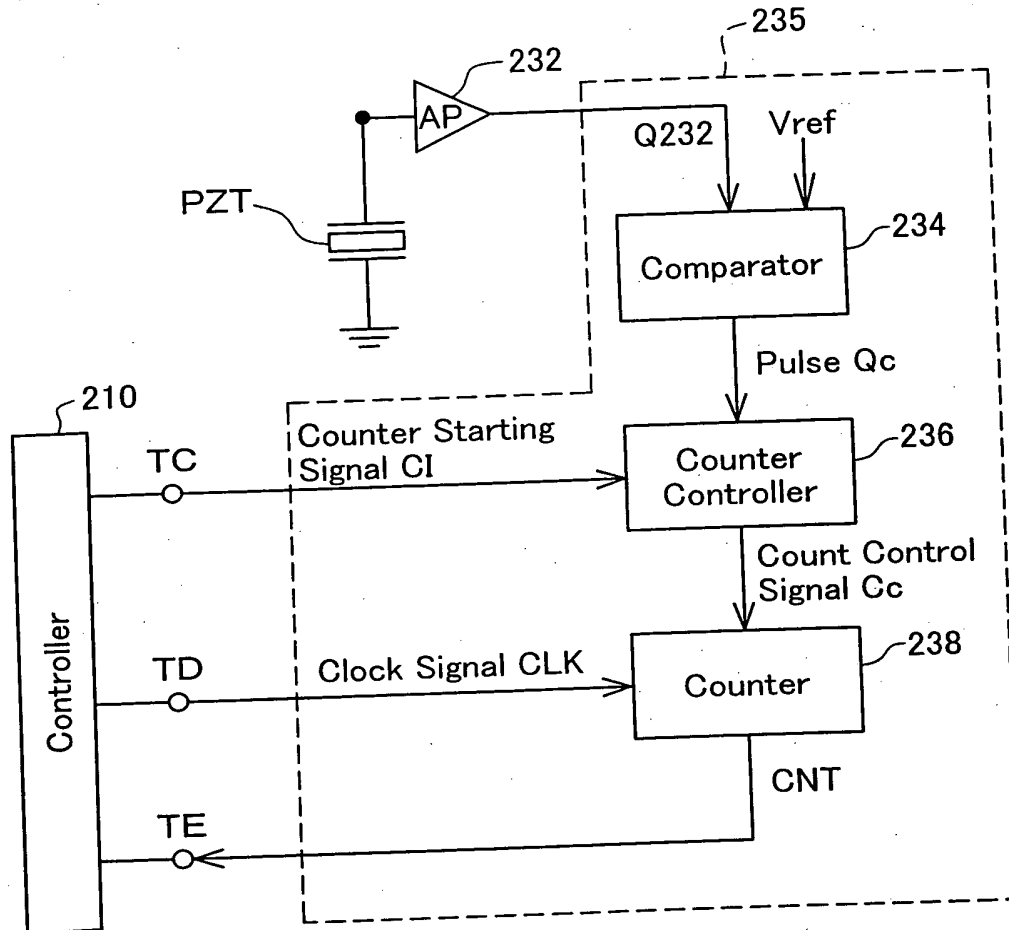 235
232
AP
Q232
Vref
PZT
234
Comparator
Pulse Qc
210
TC
Counter Starting
Signal CI
236
Counter
Controller
Count Control
Signal Cc
Controller
TD
Clock Signal CLK
238
Counter
CNT
TE